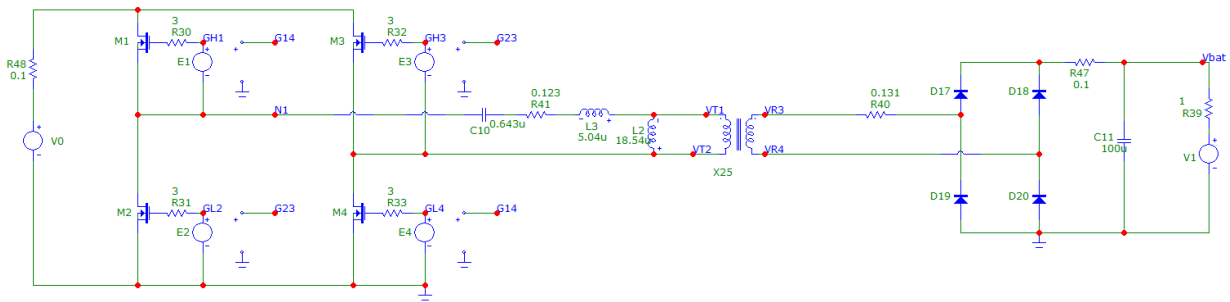 R48
0.1
V0
M1
3
R30
GH1
E1
G14
M3
3
R32
GH3
E3
G23
N1
C10
0.643u
0.123
R41
L3
5.04u
L2
18.54u
VT1
VT2
X25
VR3
VR4
0.131
R40
D17
D18
D19
D20
R47
0.1
C11
100u
Vbat
1
R39
V1
M2
3
R31
GL2
E2
G23
M4
3
R33
GL4
E4
G14